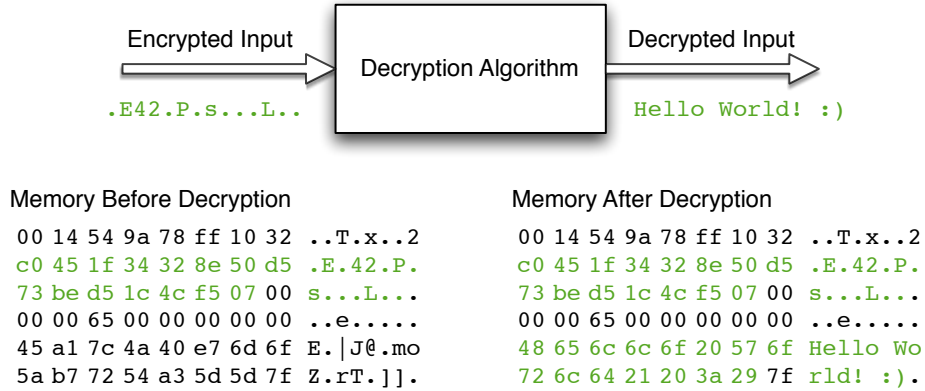 Encrypted Input
Decryption Algorithm
Decrypted Input
.E42.P.s...L..
Hello World! :)
Memory Before Decryption
00 14 54 9a 78 ff 10 32 ..T.x..2
c0 45 1f 34 32 8e 50 d5 .E.42.P.
73 be d5 1c 4c f5 07 00 s...L...
00 00 65 00 00 00 00 00 ..e.....
45 a1 7c 4a 40 e7 6d 6f E.|J@.mo
5a b7 72 54 a3 5d 5d 7f Z.rT.]].
Memory After Decryption
00 14 54 9a 78 ff 10 32 ..T.x..2
c0 45 1f 34 32 8e 50 d5 .E.42.P.
73 be d5 1c 4c f5 07 00 s...L...
00 00 65 00 00 00 00 00 ..e.....
48 65 6c 6c 6f 20 57 6f Hello Wo
72 6c 64 21 20 3a 29 7f rld! :).